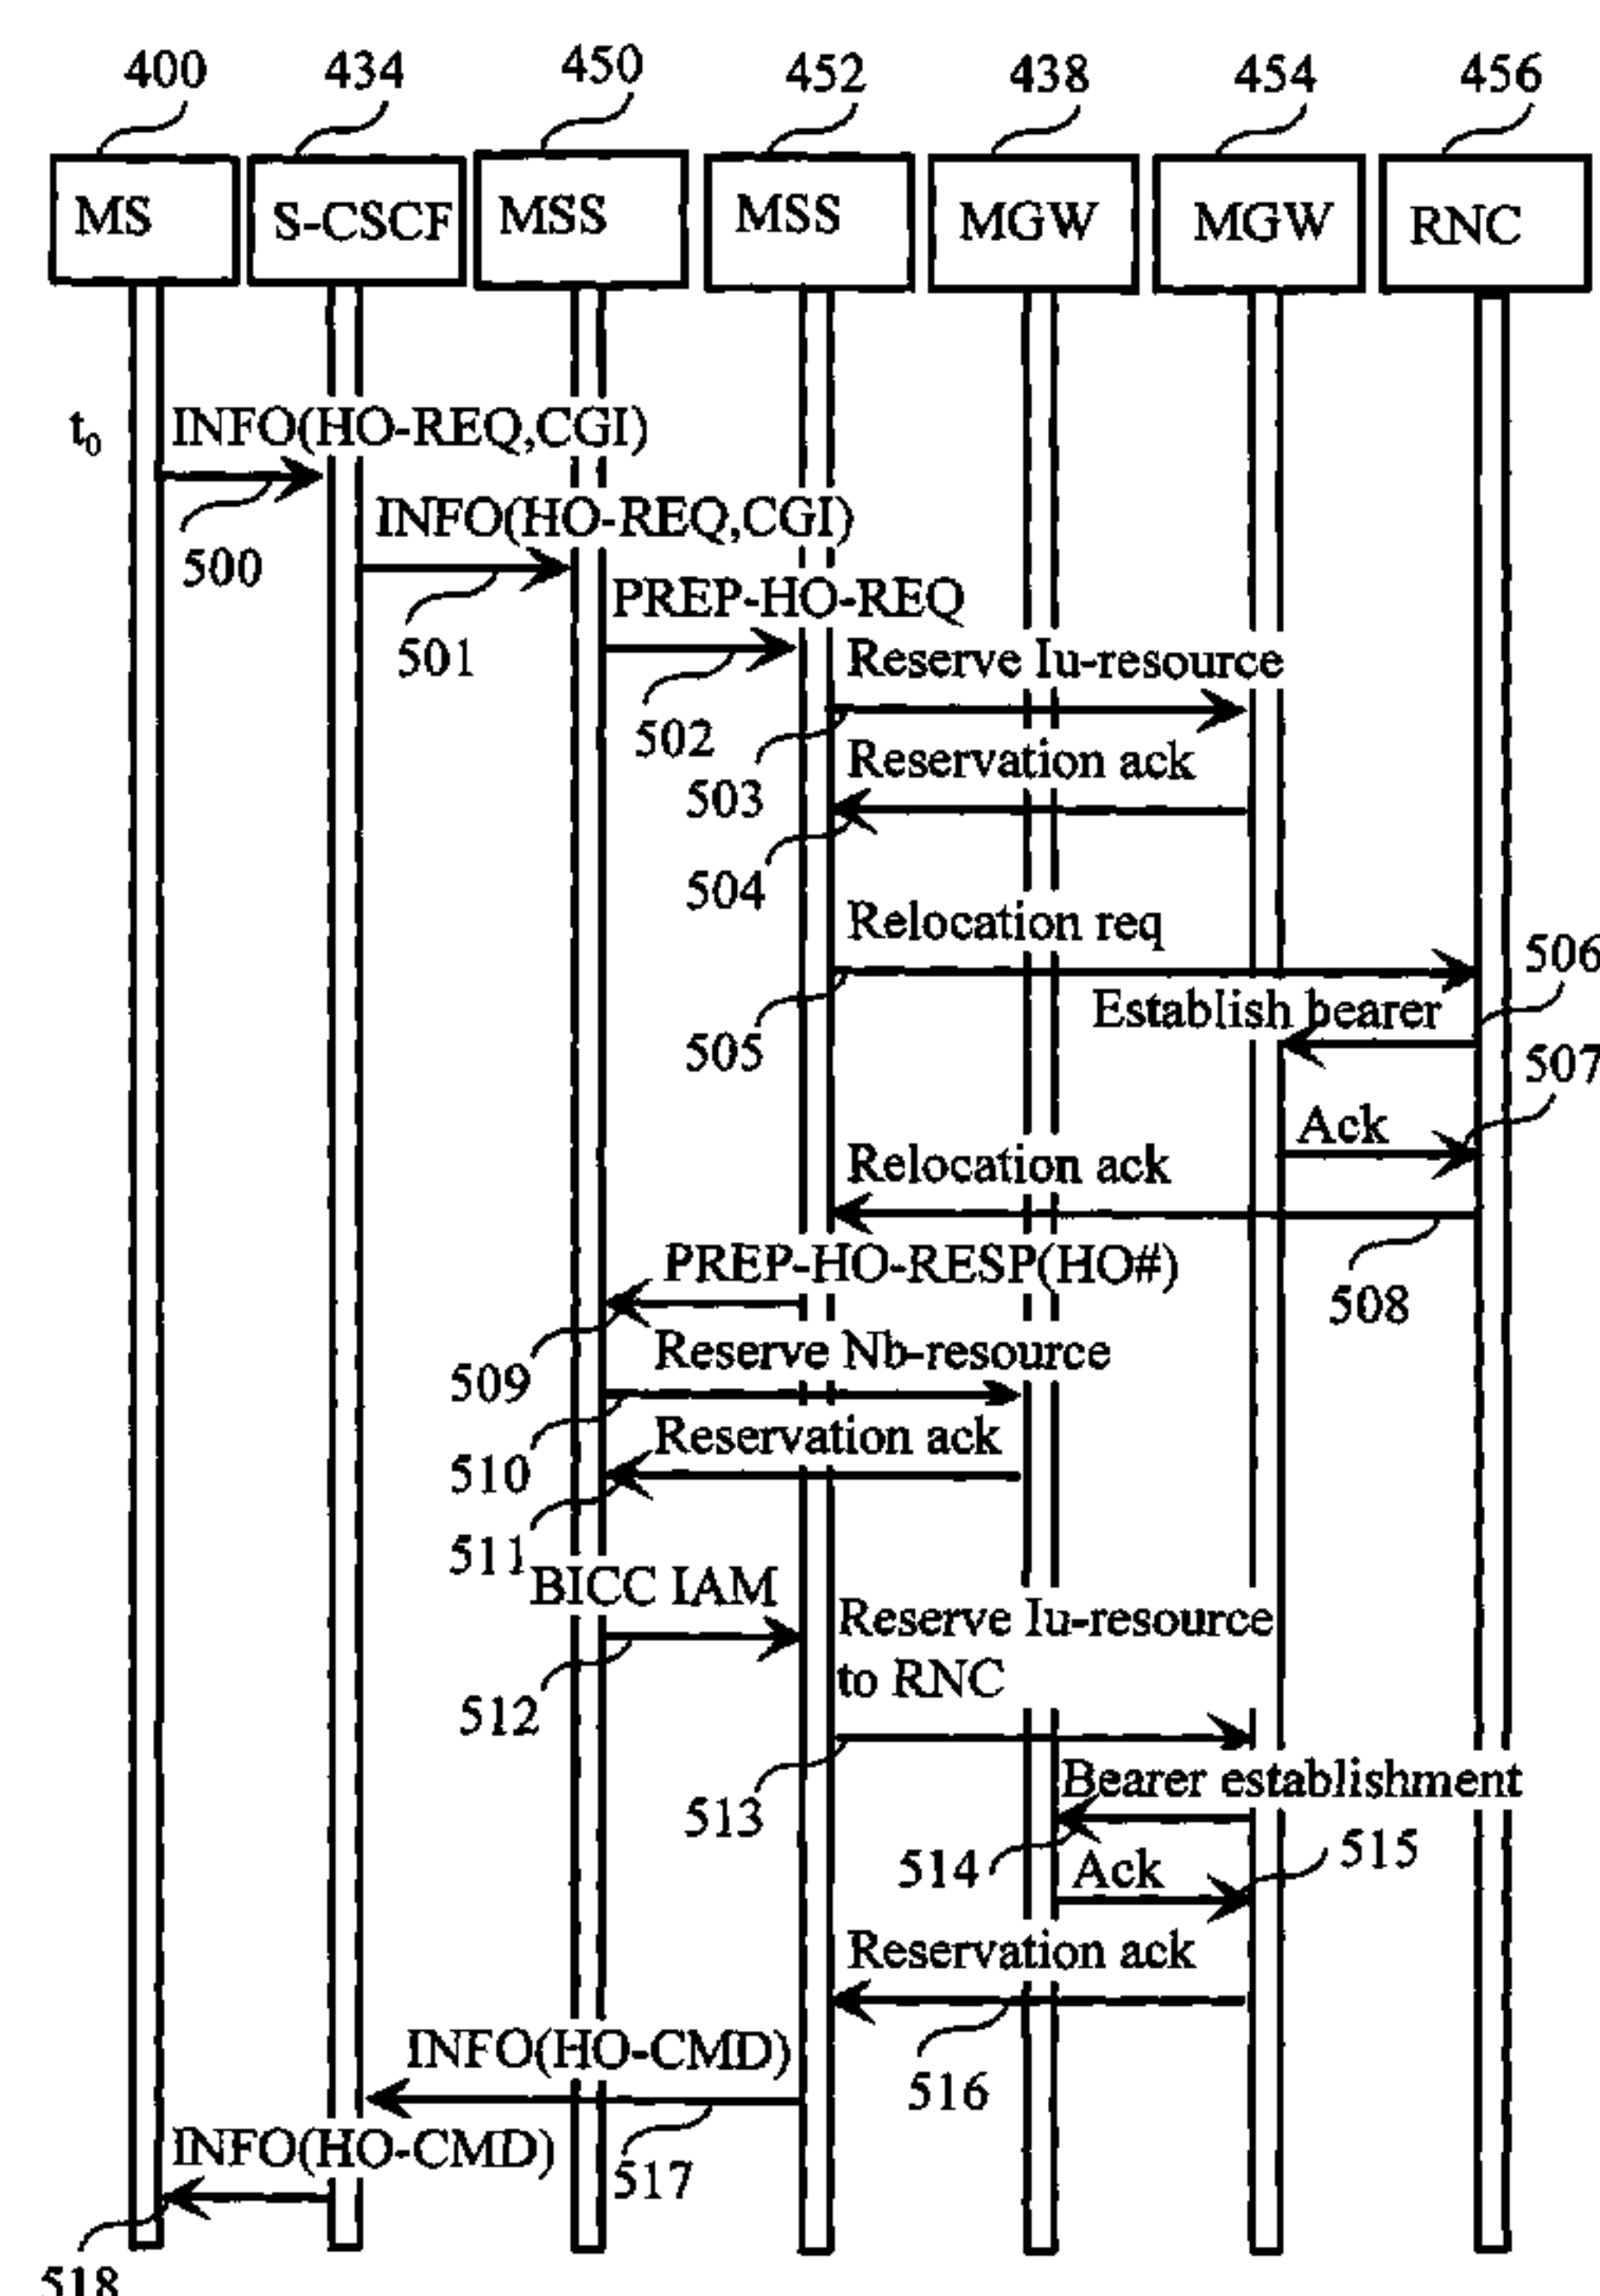 400 434 450 452 438 454 456
MS S-CSCF MSS MSS MGW MGW RNC
t0 INFO(HO-REQ,CGI)
500
INFO(HO-REQ,CGI)
501
PREP-HO-REQ
502
Reserve Iu-resource
503
Reservation ack
504
Relocation req
505
506
Establish bearer
507
Ack
Relocation ack
508
PREP-HO-RESP(HO#)
509
Reserve Nb-resource
510
Reservation ack
511
BICC IAM
512
Reserve Iu-resource
to RNC
513
Bearer establishment
514
Ack
515
Reservation ack
516
INFO(HO-CMD)
517
INFO(HO-CMD)
518